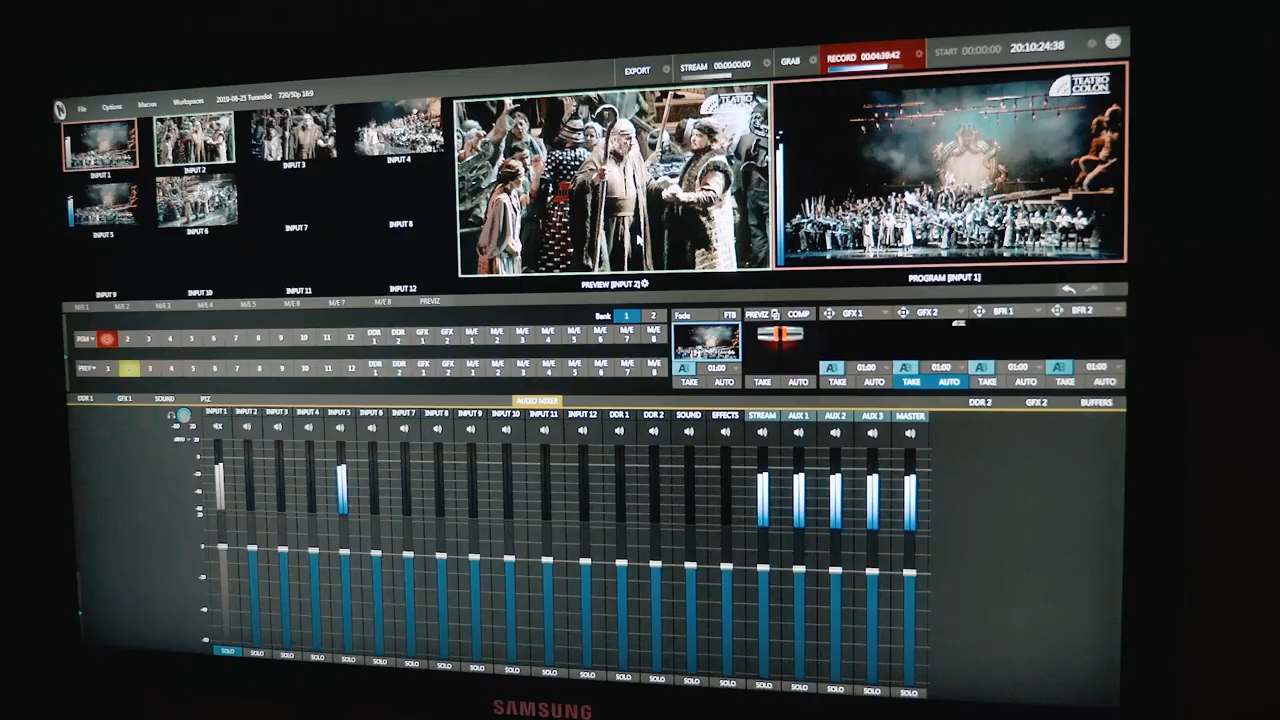 EXPORT STREAM 00:00:00:00 GRAB RECORD 00:04:39:42 START 00:00:00 20:10:24:38
File Options Macros Workspaces 2019-06-25 Turandot 720/50p 16:9
TEATRO COLON
TEATRO
INPUT 1 INPUT 2 INPUT 3 INPUT 4
INPUT 5 INPUT 6 INPUT 7 INPUT 8
INPUT 9 INPUT 10 INPUT 11 INPUT 12
PREVIEW [INPUT 2] PROGRAM [INPUT 1]
M/E 1 M/E 2 M/E 3 M/E 4 M/E 5 M/E 6 M/E 7 M/E 8 PREVIZ
Bank 1 2 Fade FTB PREVIZ COMP GFX 1 GFX 2 BFR 1 BFR 2
PGM 2 3 4 5 6 7 8 9 10 11 12 DDR 1 DDR 2 GFX 1 GFX 2 M/E 1 M/E 2 M/E 3 M/E 4 M/E 5 M/E 6 M/E 7 M/E 8
PREV 1 3 4 5 6 7 8 9 10 11 12 DDR 1 DDR 2 GFX 1 GFX 2 M/E 1 M/E 2 M/E 3 M/E 4 M/E 5 M/E 6 M/E 7 M/E 8
AB 01:00 AB 01:00 AB 01:00 AB 01:00 AB 01:00
TAKE AUTO TAKE AUTO TAKE AUTO TAKE AUTO TAKE AUTO TAKE AUTO
DDR 1 GFX 1 SOUND PTZ AUDIO MIXER DDR 2 GFX 2 BUFFERS
INPUT 1 INPUT 2 INPUT 3 INPUT 4 INPUT 5 INPUT 6 INPUT 7 INPUT 8 INPUT 9 INPUT 10 INPUT 11 INPUT 12 DDR 1 DDR 2 SOUND EFFECTS STREAM AUX 1 AUX 2 AUX 3 MASTER
SOLO SOLO SOLO SOLO SOLO SOLO SOLO SOLO SOLO SOLO SOLO SOLO SOLO SOLO SOLO SOLO SOLO SOLO SOLO SOLO SOLO
SAMSUNG